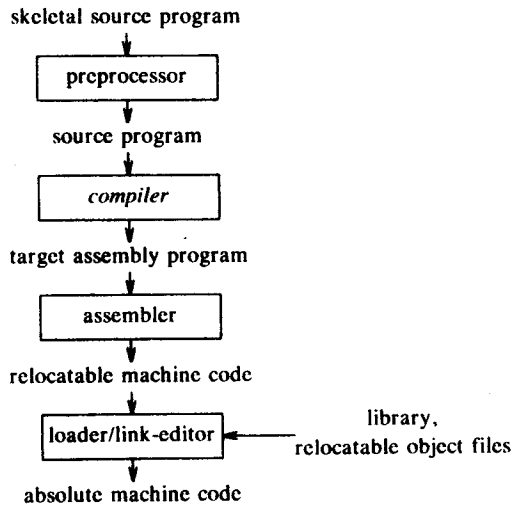 skeletal source program
preprocessor
source program
compiler
target assembly program
assembler
relocatable machine code
loader/link-editor
library,
relocatable object files
absolute machine code